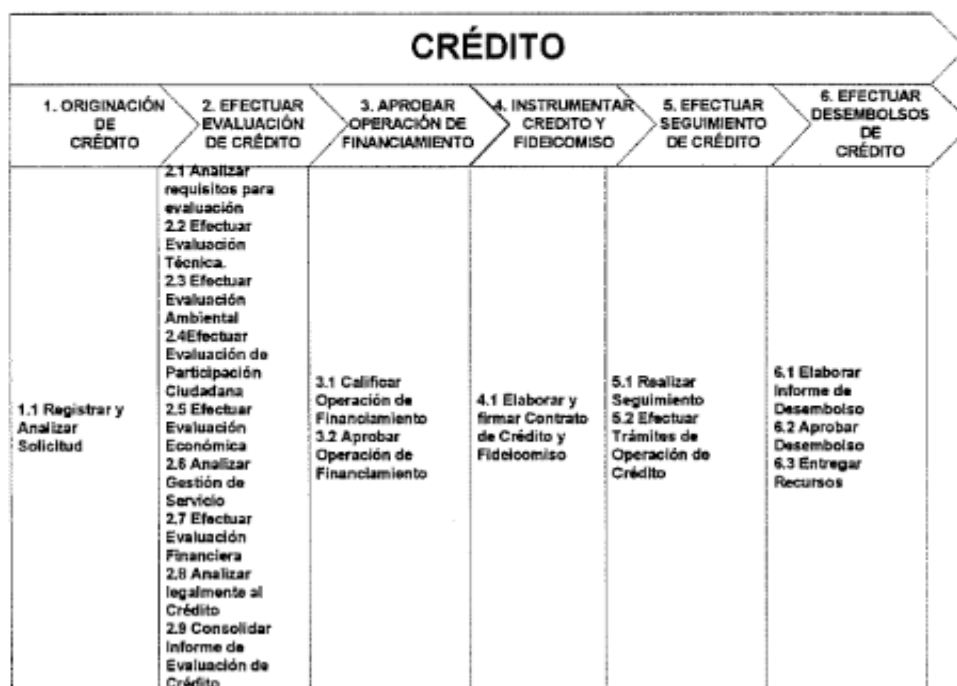 CRÉDITO
1. ORIGINACIÓN
DE
CRÉDITO
2. EFECTUAR
EVALUACIÓN
DE CRÉDITO
3. APROBAR
OPERACIÓN DE
FINANCIAMIENTO
4. INSTRUMENTAR
CREDITO Y
FIDEICOMISO
5. EFECTUAR
SEGUIMIENTO
DE CRÉDITO
6. EFECTUAR
DESEMBOLSOS
DE
CRÉDITO
1.1 Registrar y
Analizar
Solicitud
2.1 Analizar
requisitos para
evaluación
2.2 Efectuar
Evaluación
Técnica.
2.3 Efectuar
Evaluación
Ambiental
2.4Efectuar
Evaluación de
Participación
Ciudadana
2.5 Efectuar
Evaluación
Económica
2.6 Analizar
Gestión de
Servicio
2.7 Efectuar
Evaluación
Financiera
2.8 Analizar
legalmente al
Crédito
2.9 Consolidar
Informe de
Evaluación de
Crédito
3.1 Calificar
Operación de
Financiamiento
3.2 Aprobar
Operación de
Financiamiento
4.1 Elaborar y
firmar Contrato
de Crédito y
Fideicomiso
5.1 Realizar
Seguimiento
5.2 Efectuar
Trámites de
Operación de
Crédito
6.1 Elaborar
Informe de
Desembolso
6.2 Aprobar
Desembolso
6.3 Entregar
Recursos